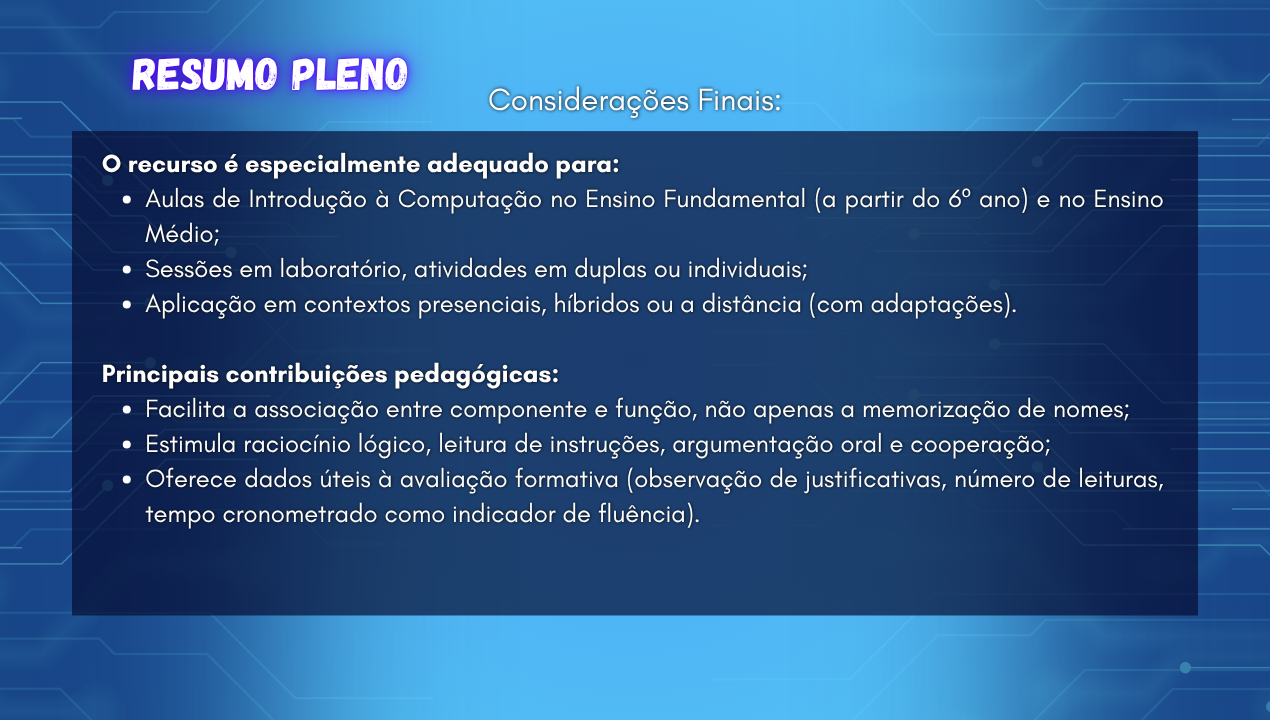 RESUMO PLENO
Considerações Finais:
O recurso é especialmente adequado para:
• Aulas de Introdução à Computação no Ensino Fundamental (a partir do 6º ano) e no Ensino
Médio;
• Sessões em laboratório, atividades em duplas ou individuais;
• Aplicação em contextos presenciais, híbridos ou a distância (com adaptações).
Principais contribuições pedagógicas:
• Facilita a associação entre componente e função, não apenas a memorização de nomes;
• Estimula raciocínio lógico, leitura de instruções, argumentação oral e cooperação;
• Oferece dados úteis à avaliação formativa (observação de justificativas, número de leituras,
tempo cronometrado como indicador de fluência).